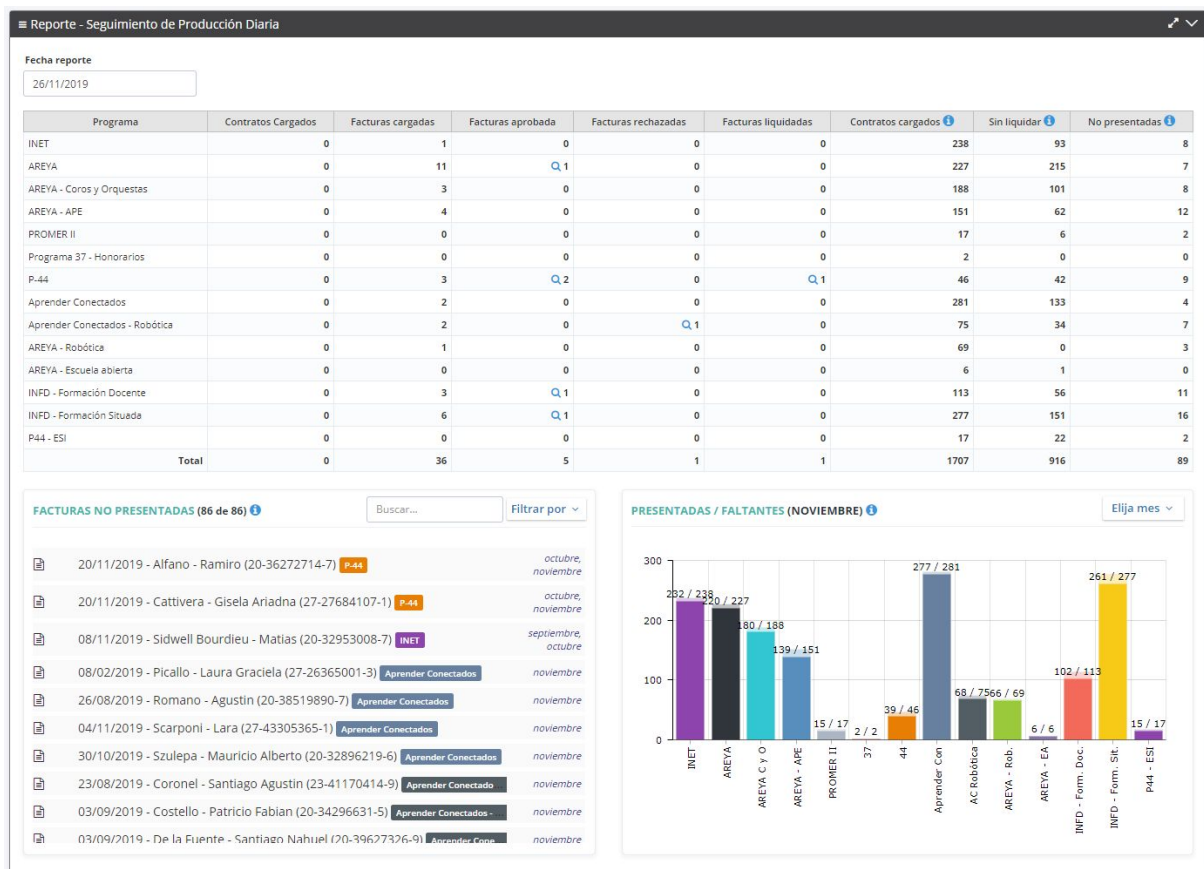 ≡ Reporte - Seguimiento de Producción Diaria
Fecha reporte
26/11/2019
Programa Contratos Cargados Facturas cargadas Facturas aprobada Facturas rechazadas Facturas liquidadas Contratos cargados Sin liquidar No presentadas
INET 0 1 0 0 0 238 93 8
AREYA 0 11 1 0 0 227 215 7
AREYA - Coros y Orquestas 0 3 0 0 0 188 101 8
AREYA - APE 0 4 0 0 0 151 62 12
PROMER II 0 0 0 0 0 17 6 2
Programa 37 - Honorarios 0 0 0 0 0 2 0 0
P-44 0 3 2 0 1 46 42 9
Aprender Conectados 0 2 0 0 0 281 133 4
Aprender Conectados - Robótica 0 2 0 1 0 75 34 7
AREYA - Robótica 0 1 0 0 0 69 0 3
AREYA - Escuela abierta 0 0 0 0 0 6 1 0
INFD - Formación Docente 0 3 1 0 0 113 56 11
INFD - Formación Situada 0 6 1 0 0 277 151 16
P44 - ESI 0 0 0 0 0 17 22 2
Total 0 36 5 1 1 1707 916 89
FACTURAS NO PRESENTADAS (86 de 86) Buscar... Filtrar por
20/11/2019 - Alfano - Ramiro (20-36272714-7) P-44 octubre, noviembre
20/11/2019 - Cattivera - Gisela Ariadna (27-27684107-1) P-44 octubre, noviembre
08/11/2019 - Sidwell Bourdieu - Matias (20-32953008-7) INET septiembre, octubre
08/02/2019 - Picallo - Laura Graciela (27-26365001-3) Aprender Conectados noviembre
26/08/2019 - Romano - Agustin (20-38519890-7) Aprender Conectados noviembre
04/11/2019 - Scarponi - Lara (27-43305365-1) Aprender Conectados noviembre
30/10/2019 - Szulepa - Mauricio Alberto (20-32896219-6) Aprender Conectados noviembre
23/08/2019 - Coronel - Santiago Agustin (23-41170414-9) Aprender Conectado noviembre
03/09/2019 - Costello - Patricio Fabian (20-34296631-5) Aprender Conectados - noviembre
03/09/2019 - De la Fuente - Santiago Nahuel (20-39627326-9) Aprender Cone noviembre
PRESENTADAS / FALTANTES (NOVIEMBRE) Elija mes
300
200
100
0
232 / 238
220 / 227
180 / 188
139 / 151
15 / 17
2 / 2
39 / 46
277 / 281
68 / 75
66 / 69
6 / 6
102 / 113
261 / 277
15 / 17
INET
AREYA
AREYA C y O
AREYA - APE
PROMER II
37
44
Aprender Con
AC Robótica
AREYA - Rob.
AREYA - EA
INFD - Form. Doc.
INFD - Form. Sit.
P44 - ESI